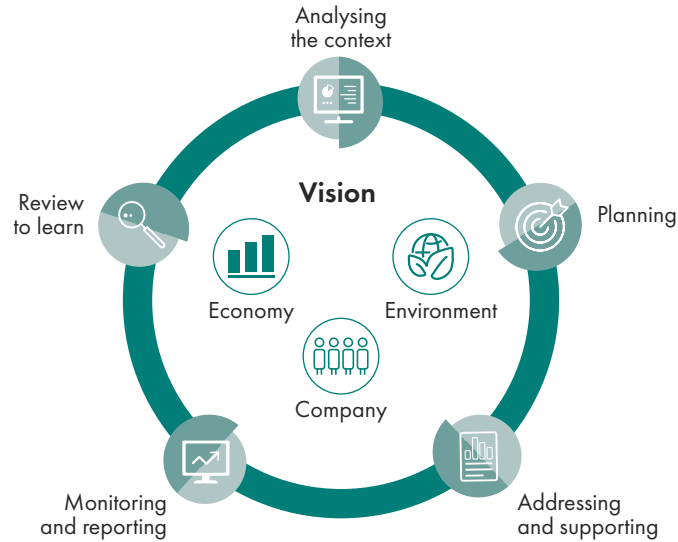 Analysing
the context
Vision
Review
to learn
Planning
Economy
Environment
Company
Monitoring
and reporting
Addressing
and supporting